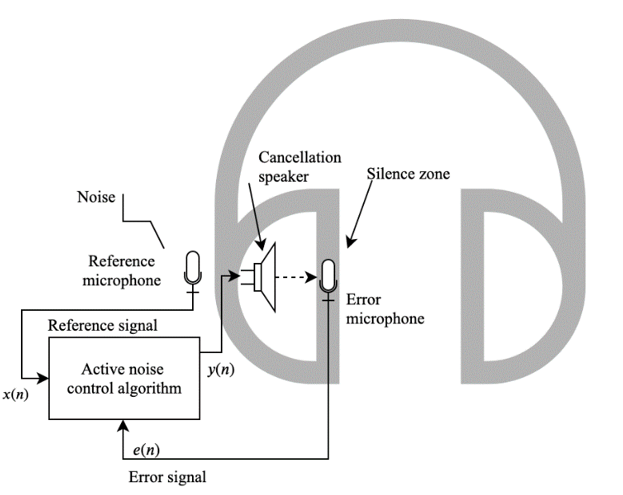 Cancellation
speaker
Silence zone
Noise
Reference
microphone
Error
microphone
Reference signal
Active noise
control algorithm
y(n)
x(n)
e(n)
Error signal